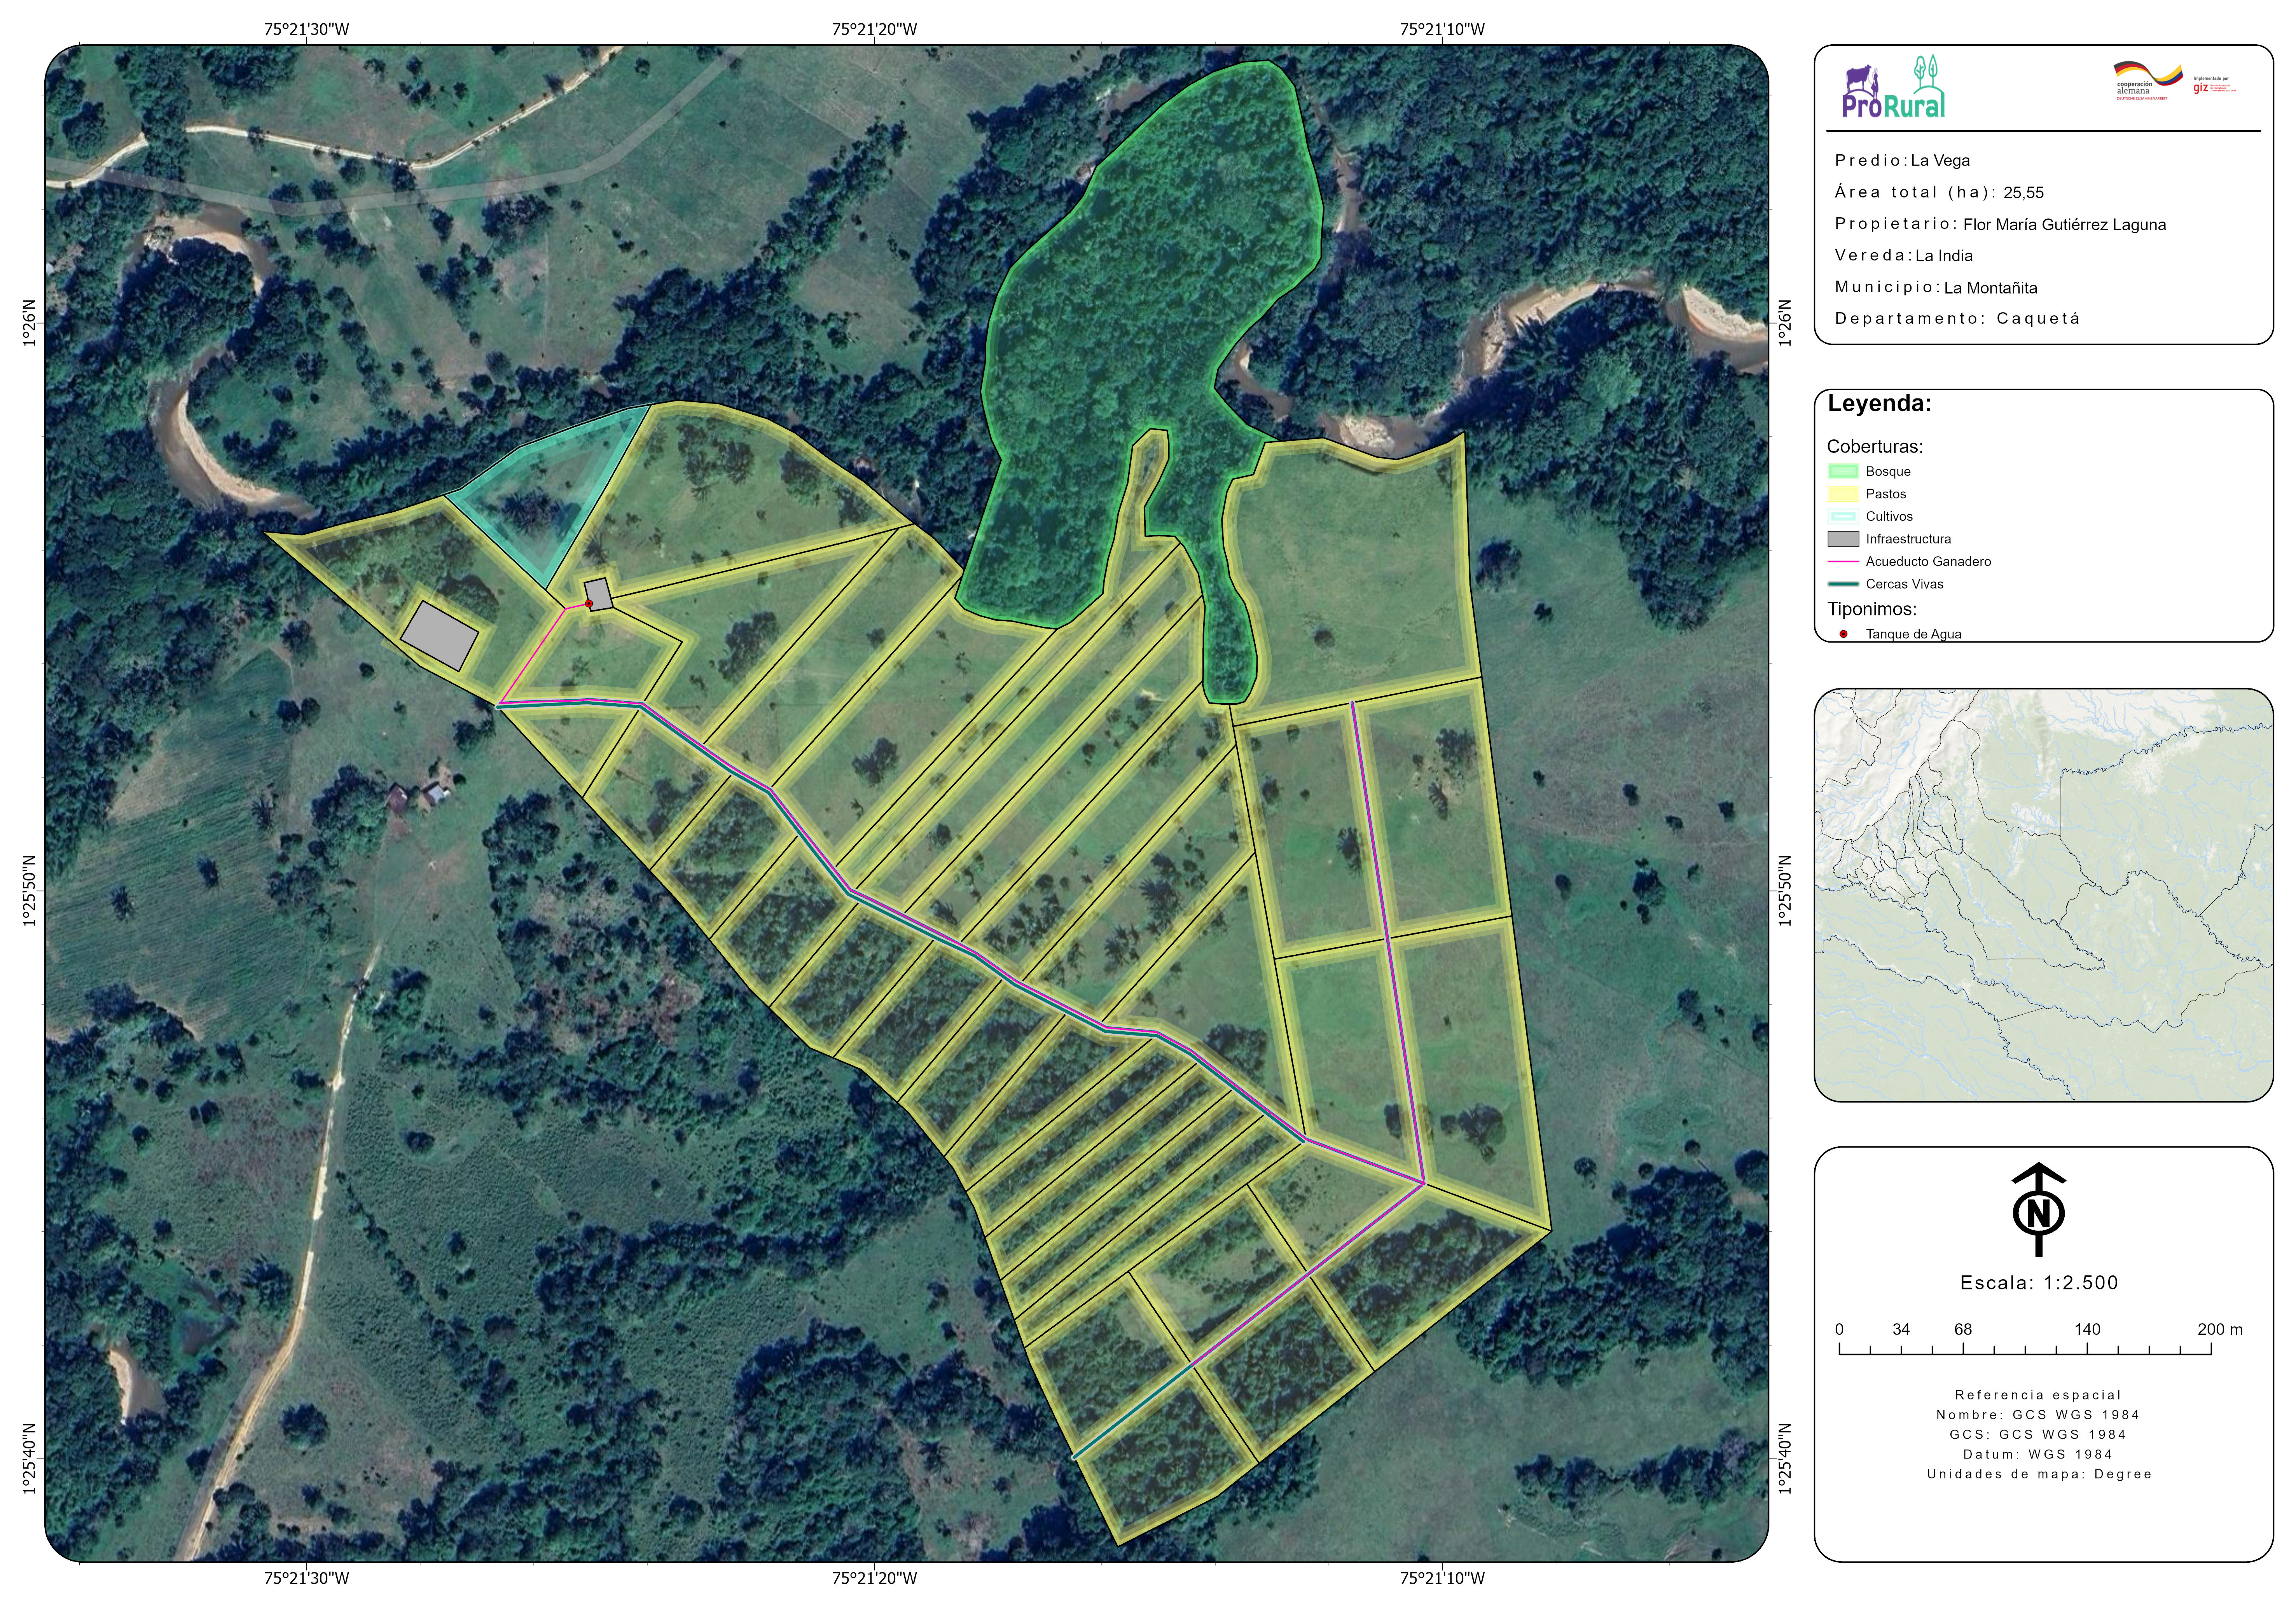 75°21'30"W
75°21'20"W
75°21'10"W
1°26'N
1°25'50"N
1°25'40"N
1°26'N
1°25'50"N
1°25'40"N
75°21'30"W
75°21'20"W
75°21'10"W
ProRural
cooperación
alemana
DEUTSCHE ZUSAMMENARBEIT
Implementado por
giz
Predio: La Vega
Área total (ha): 25,55
Propietario: Flor María Gutiérrez Laguna
Vereda: La India
Municipio: La Montañita
Departamento: Caquetá
Leyenda:
Coberturas:
Bosque
Pastos
Cultivos
Infraestructura
Acueducto Ganadero
Cercas Vivas
Tiponimos:
Tanque de Agua
N
Escala: 1:2.500
0 34 68 140 200 m
Referencia espacial
Nombre: GCS WGS 1984
GCS: GCS WGS 1984
Datum: WGS 1984
Unidades de mapa: Degree